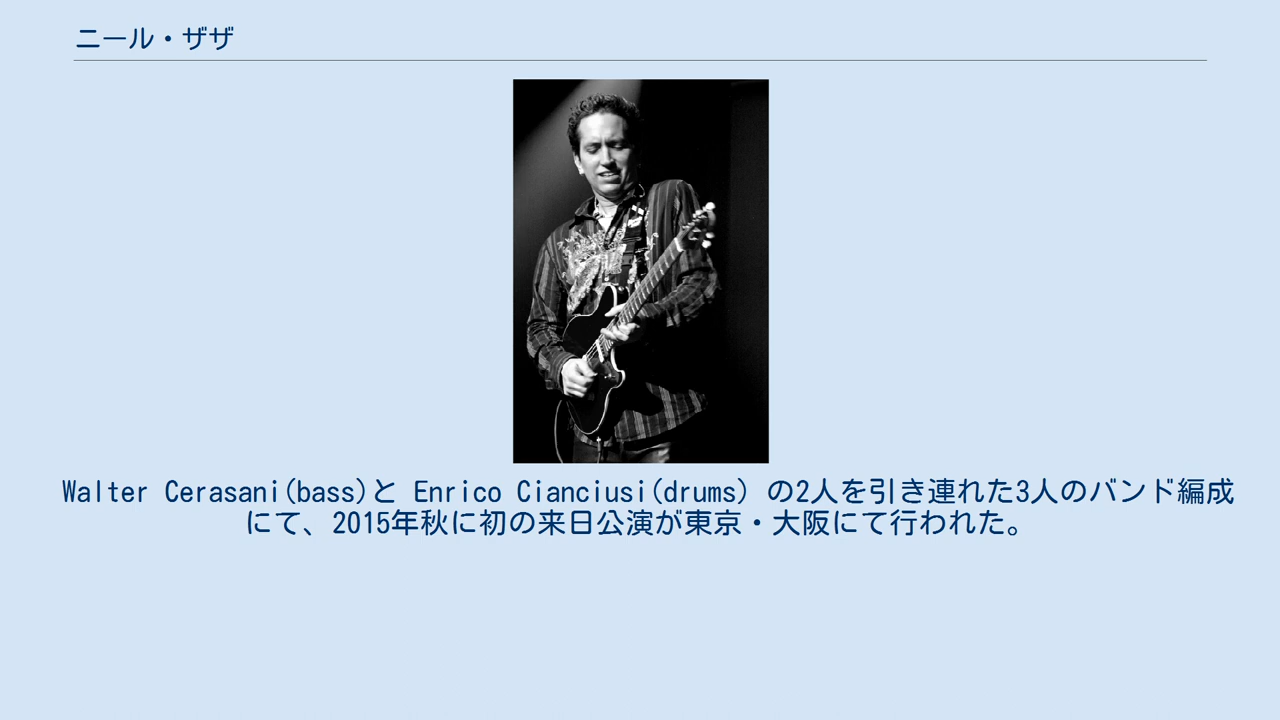 ニール・ザザ
Walter Cerasani(bass)と Enrico Cianciusi(drums) の2人を引き連れた3人のバンド編成
にて、2015年秋に初の来日公演が東京・大阪にて行われた。